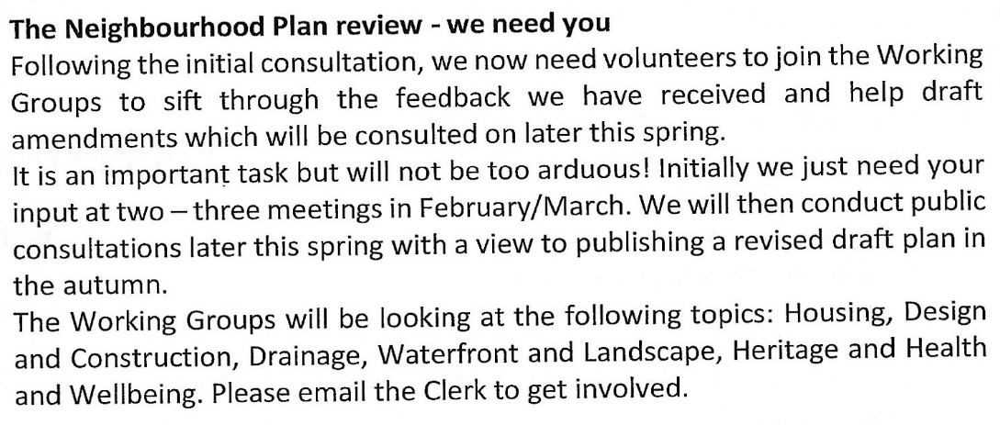 The Neighbourhood Plan review - we need you
Following the initial consultation, we now need volunteers to join the Working
Groups to sift through the feedback we have received and help draft
amendments which will be consulted on later this spring.
It is an important task but will not be too arduous! Initially we just need your
input at two – three meetings in February/March. We will then conduct public
consultations later this spring with a view to publishing a revised draft plan in
the autumn.
The Working Groups will be looking at the following topics: Housing, Design
and Construction, Drainage, Waterfront and Landscape, Heritage and Health
and Wellbeing. Please email the Clerk to get involved.